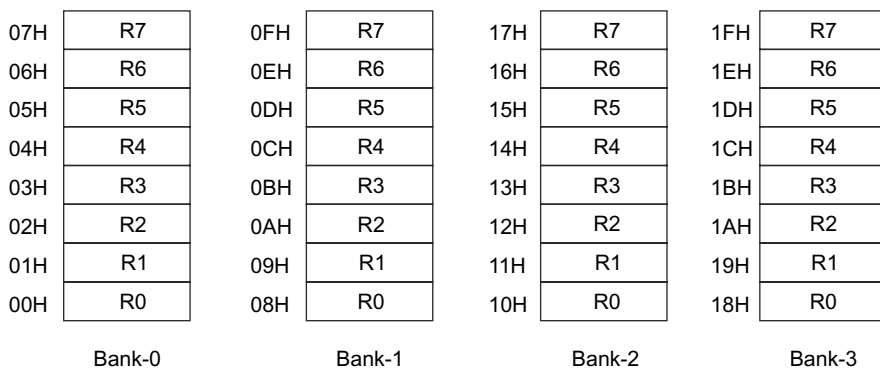 07H R7 0FH R7 17H R7 1FH R7
06H R6 0EH R6 16H R6 1EH R6
05H R5 0DH R5 15H R5 1DH R5
04H R4 0CH R4 14H R4 1CH R4
03H R3 0BH R3 13H R3 1BH R3
02H R2 0AH R2 12H R2 1AH R2
01H R1 09H R1 11H R1 19H R1
00H R0 08H R0 10H R0 18H R0
Bank-0 Bank-1 Bank-2 Bank-3